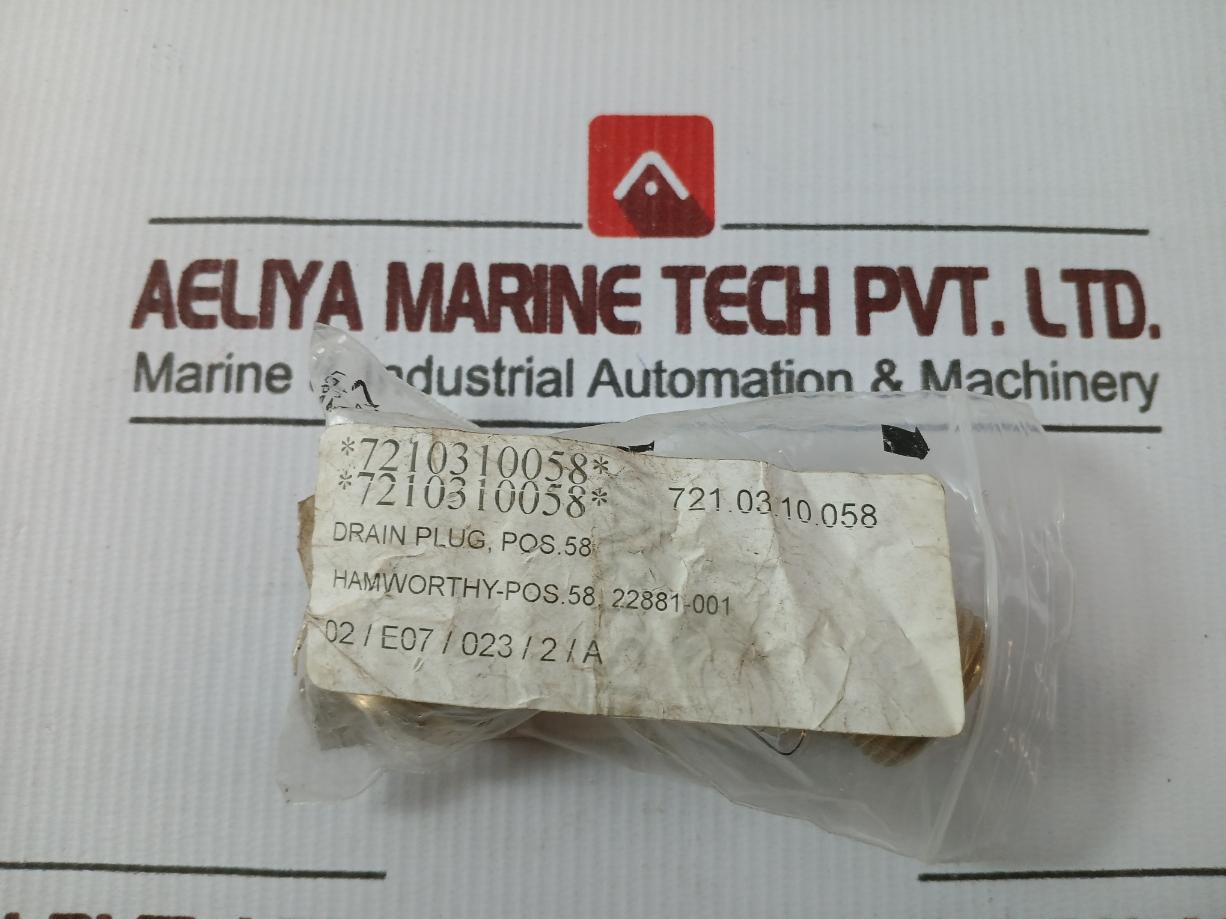 AELIYA MARINE TECH PVT. LTD.
Marine ndustrial Automation & Machinery
*7210310058*
*7210310058*
721.03.10.058
DRAIN PLUG, POS.58
HAMWORTHY-POS.58, 22881-001
02 / E07 / 023 / 2 / A